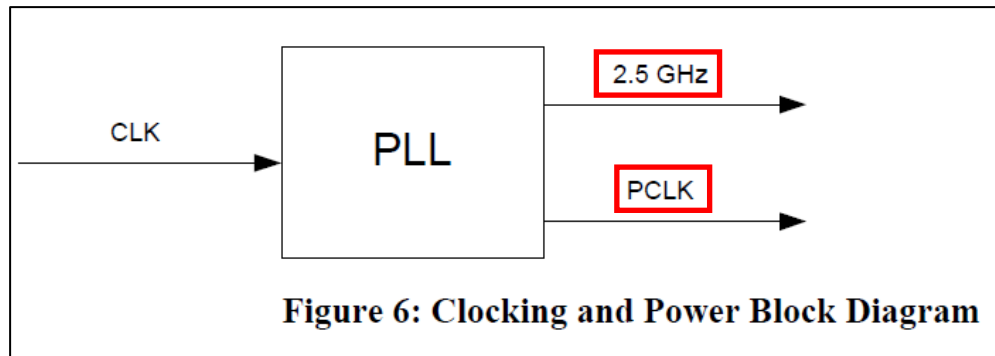 2.5 GHz
CLK
PLL
PCLK
Figure 6: Clocking and Power Block Diagram